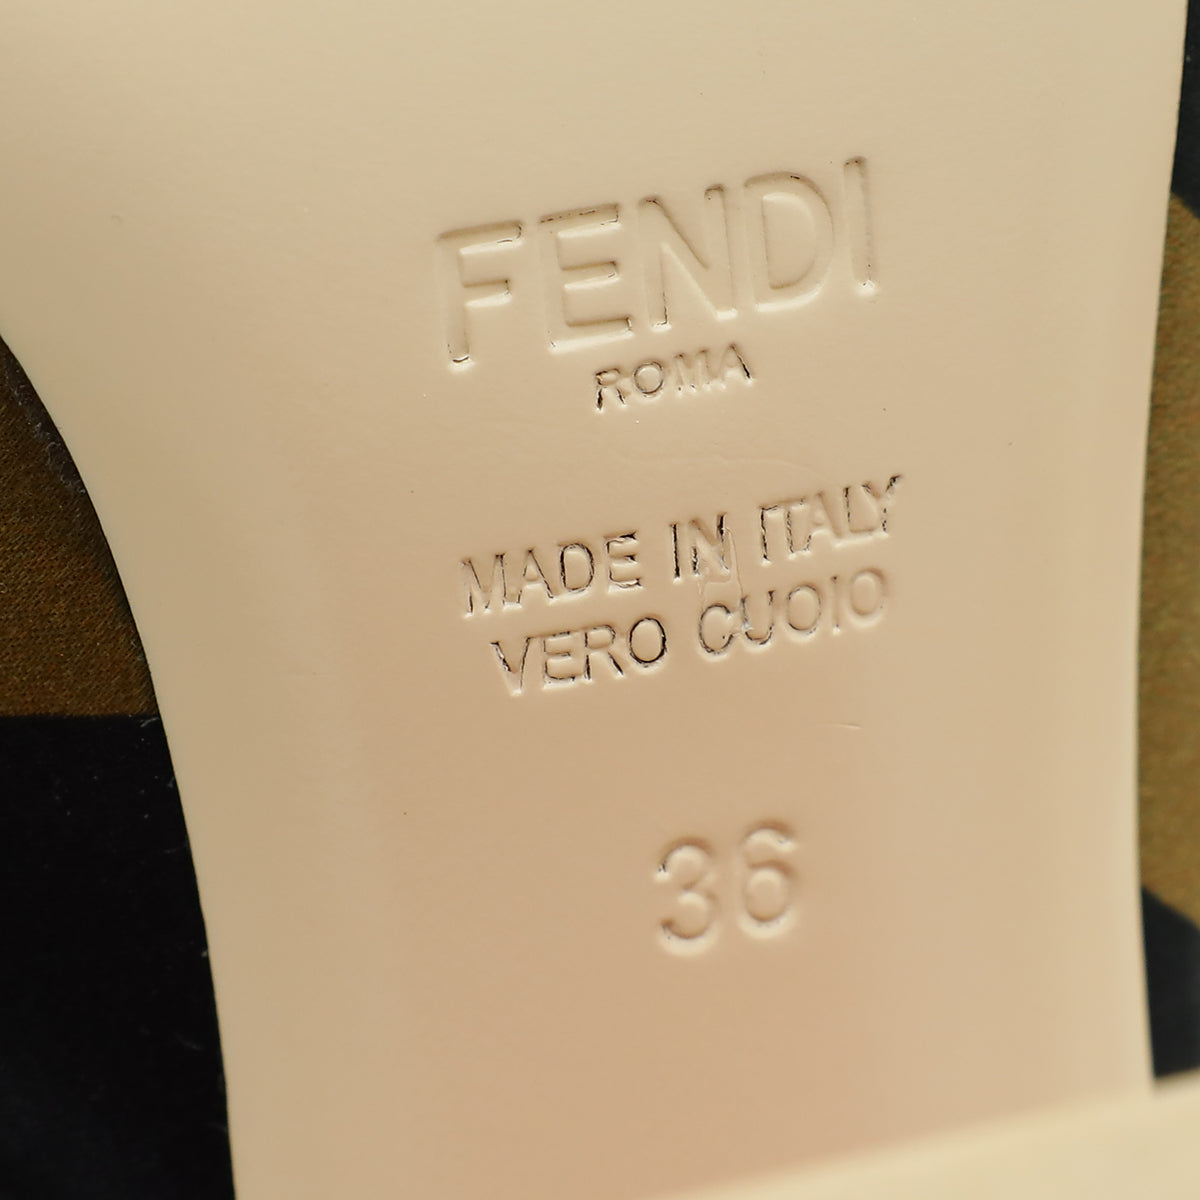 FENDI
ROMA
MADE IN ITALY
VERO CUOIO
36